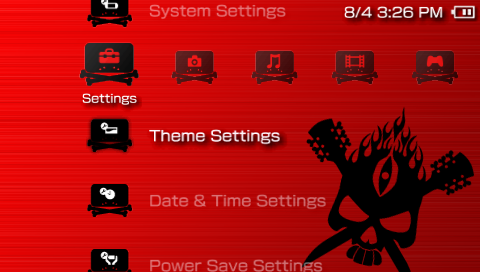 System Settings
8/4 3:26 PM
Settings
Theme Settings
Date & Time Settings
Power Save Settings